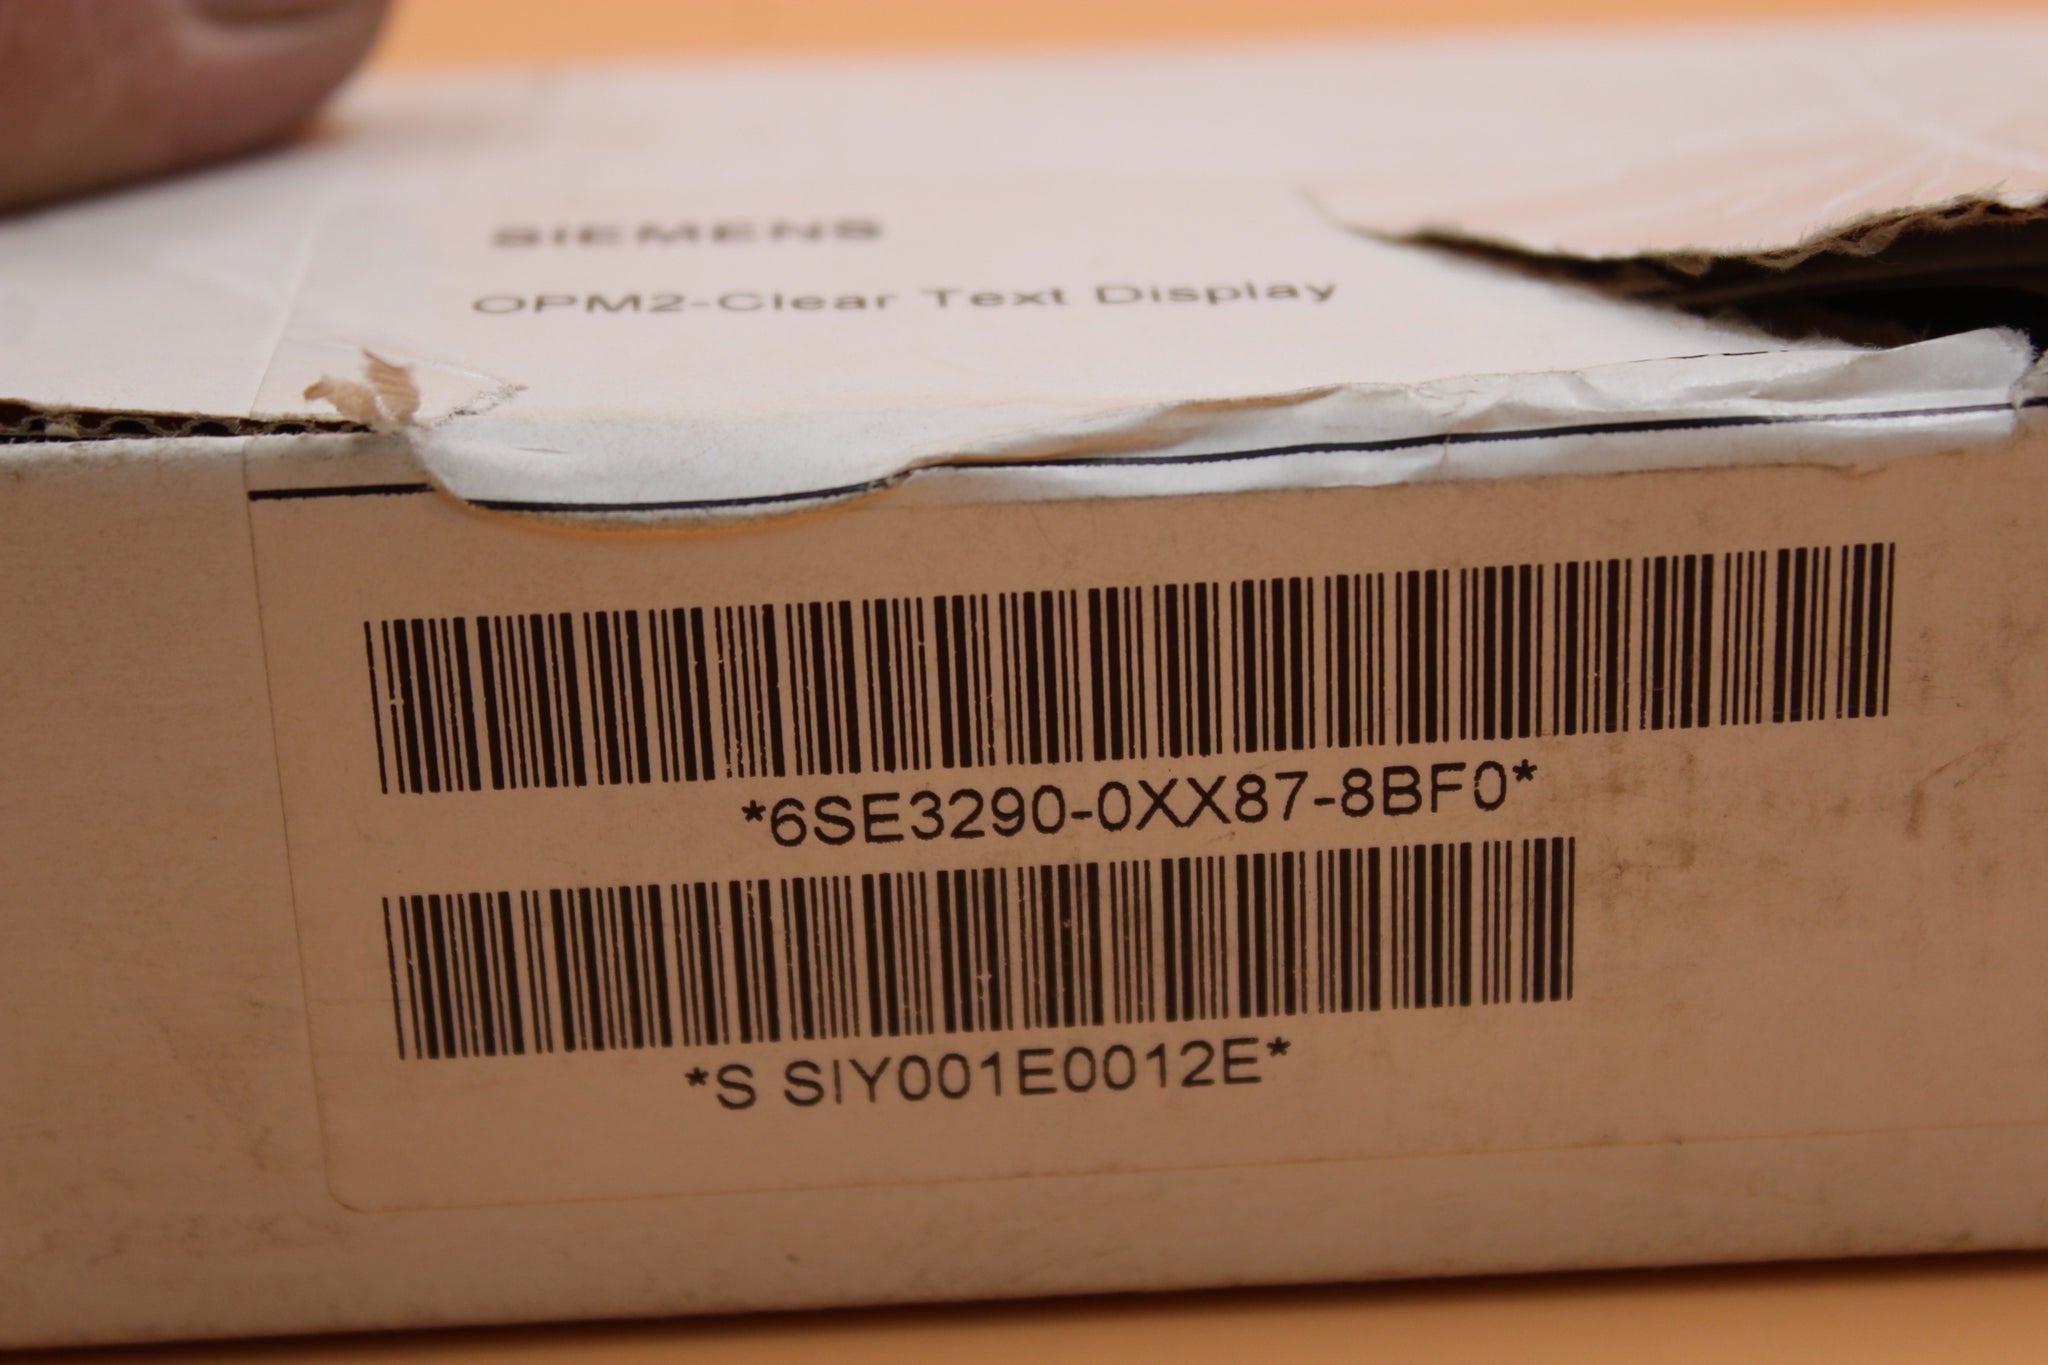 SIEMENS
OPM2-Clear Text Display
*6SE3290-0XX87-8BF0*
*S SIY001E0012E*